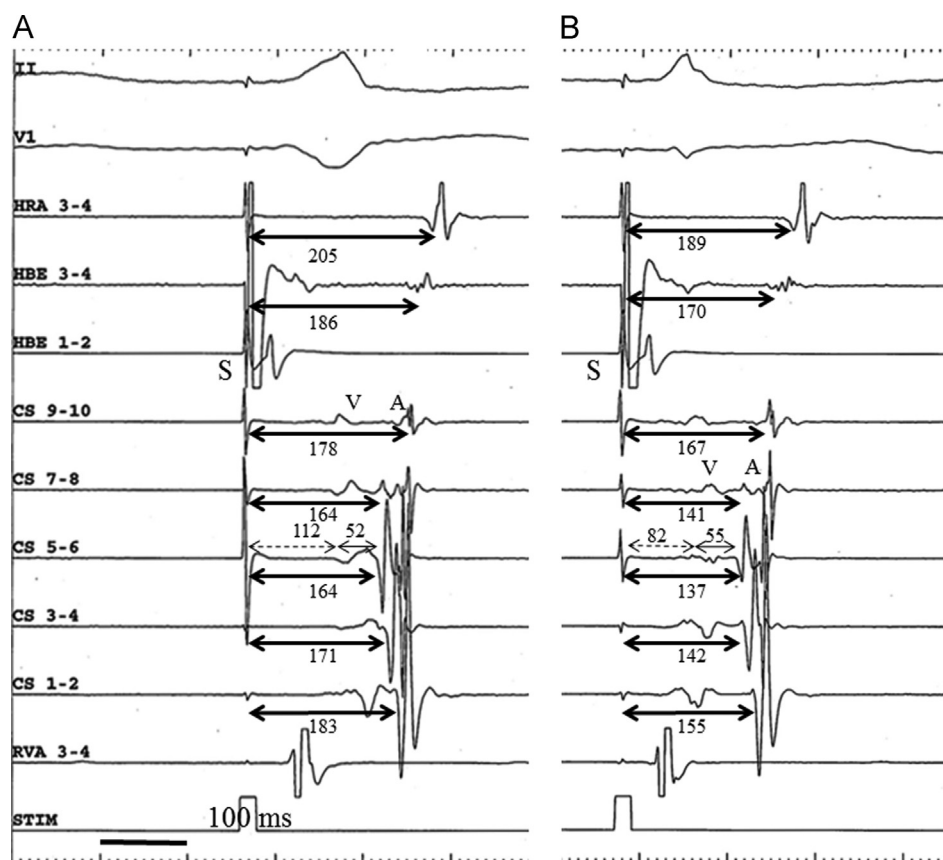 A B
II
V1
HRA 3-4
205 189
HBE 3-4
186 170
HBE 1-2
S S
CS 9-10 V A
178 167
CS 7-8 V A
164 141
112 52 82 55
CS 5-6
164 137
CS 3-4
171 142
CS 1-2
183 155
RVA 3-4
100 ms
STIM